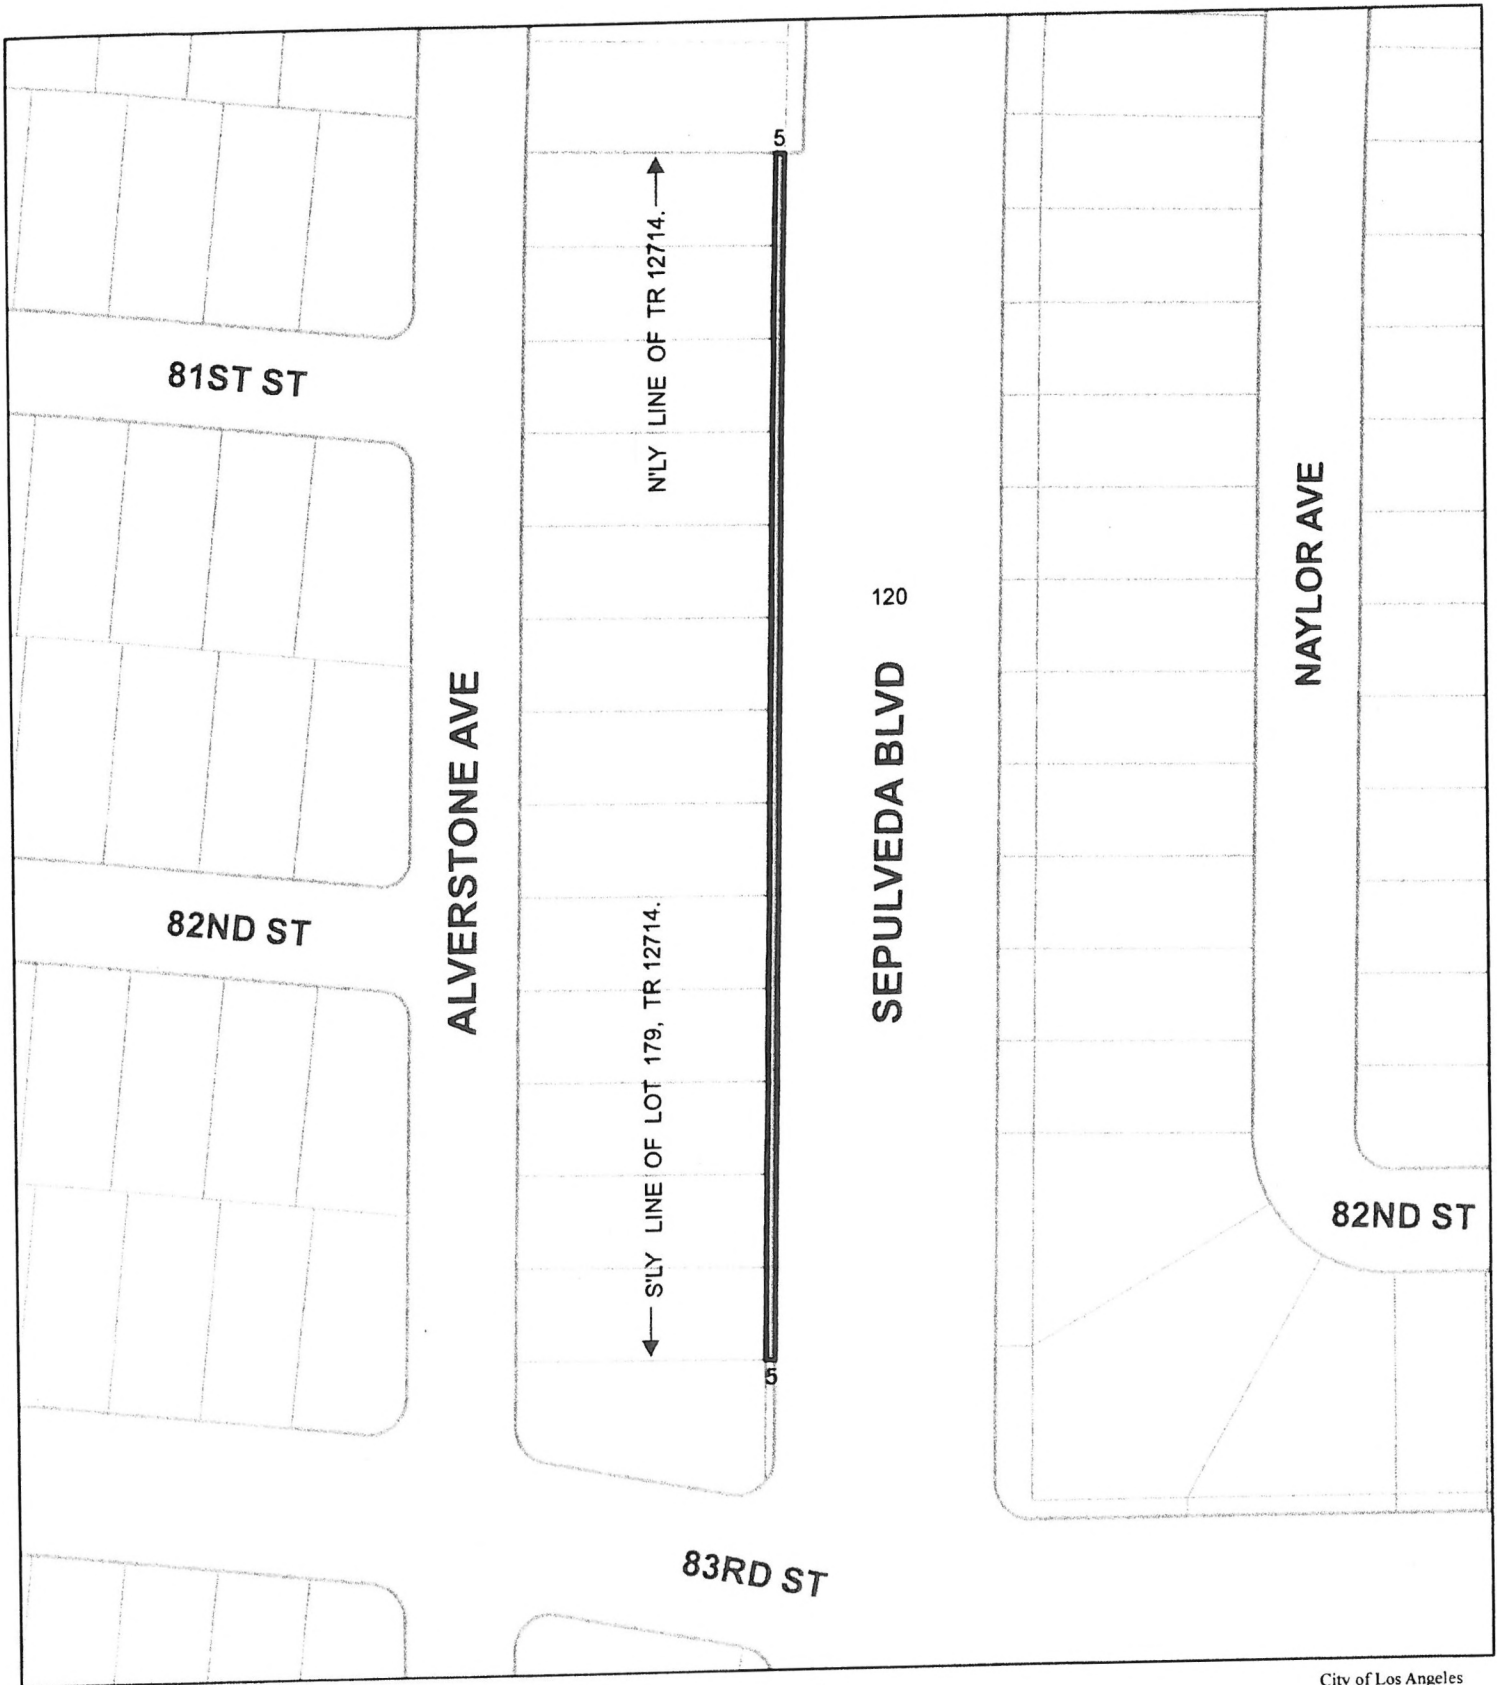 5
N'LY LINE OF TR 12714.
81ST ST
120
NAYLOR AVE
ALVERSTONE AVE
SEPULVEDA BLVD
82ND ST
S'LY LINE OF LOT 179, TR 12714.
82ND ST
5
83RD ST
City of Los Angeles